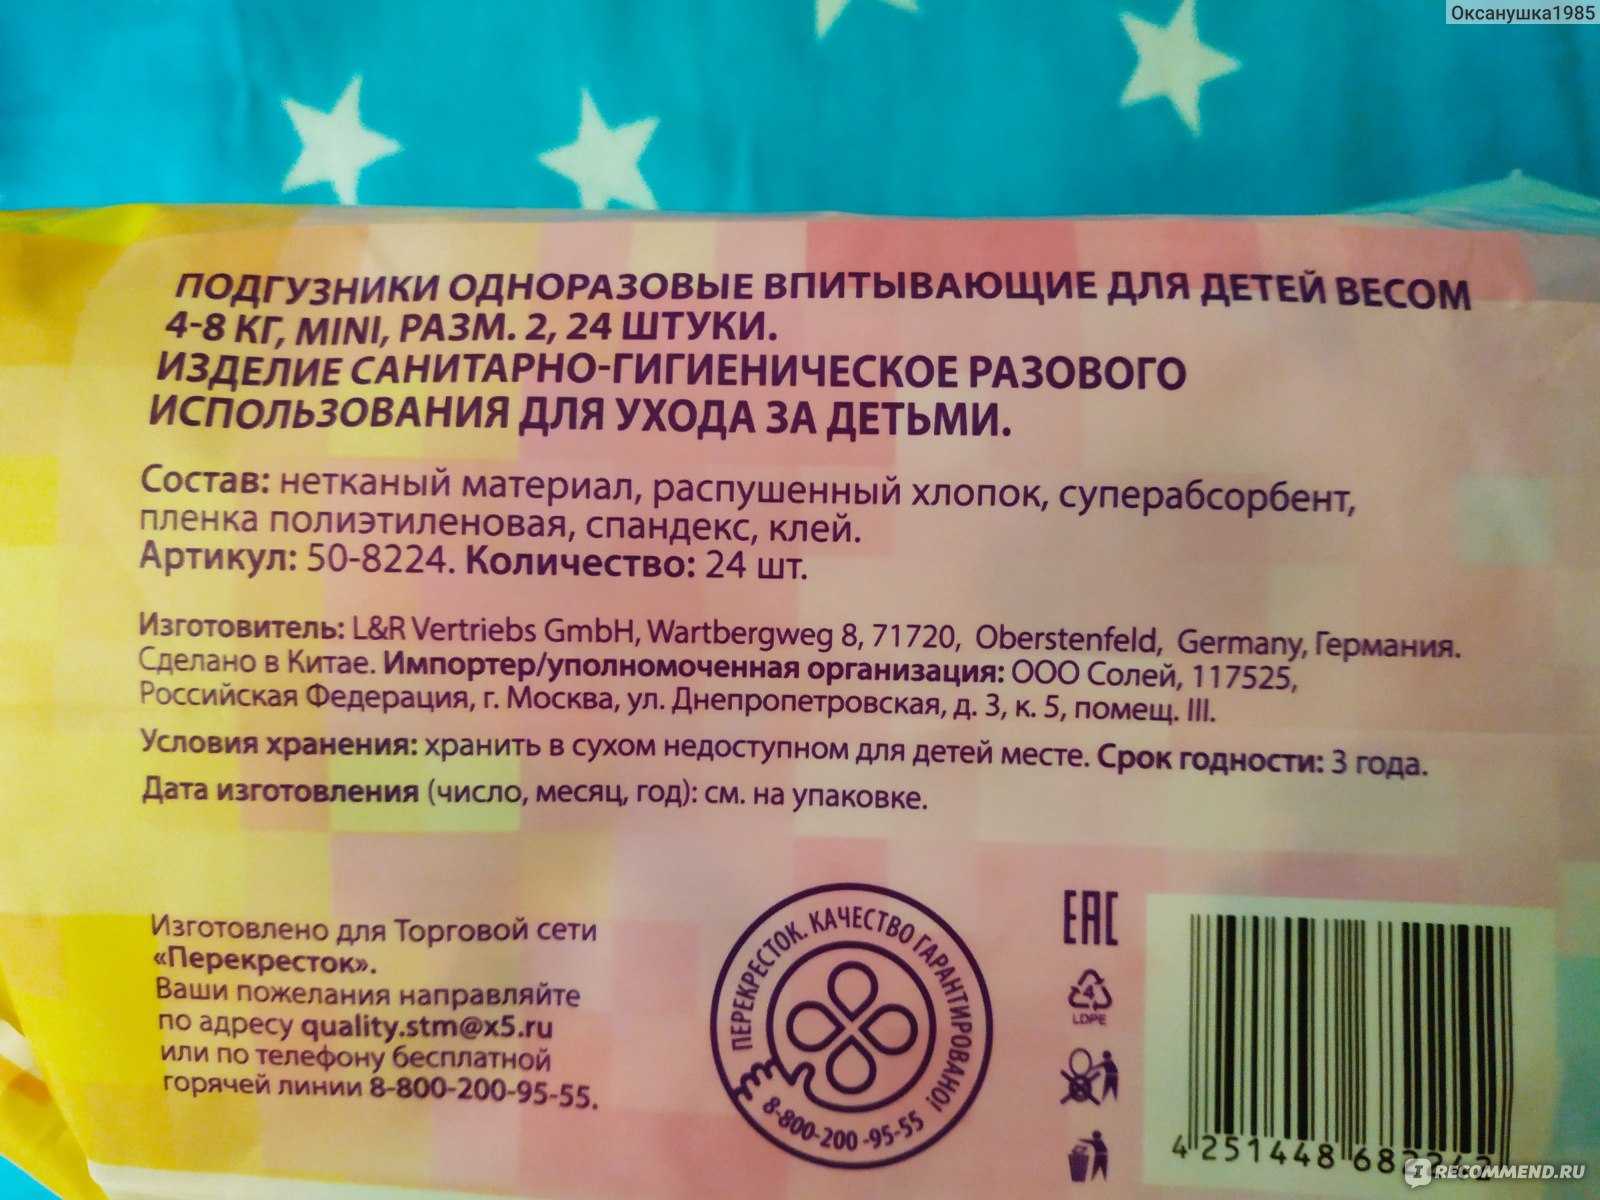 Оксанушка1985
ПОДГУЗНИКИ ОДНОРАЗОВЫЕ ВПИТЫВАЮЩИЕ ДЛЯ ДЕТЕЙ ВЕСОМ
4-8 КГ, MINI, РАЗМ. 2, 24 ШТУКИ.
ИЗДЕЛИЕ САНИТАРНО-ГИГИЕНИЧЕСКОЕ РАЗОВОГО
ИСПОЛЬЗОВАНИЯ ДЛЯ УХОДА ЗА ДЕТЬМИ.
Состав: нетканый материал, распушенный хлопок, суперабсорбент,
пленка полиэтиленовая, спандекс, клей.
Артикул: 50-8224. Количество: 24 шт.
Изготовитель: L&R Vertriebs GmbH, Wartbergweg 8, 71720, Oberstenfeld, Germany, Германия.
Сделано в Китае. Импортер/уполномоченная организация: ООО Солей, 117525,
Российская Федерация, г. Москва, ул. Днепропетровская, д. 3, к. 5, помещ. III.
Условия хранения: хранить в сухом недоступном для детей месте. Срок годности: 3 года.
Дата изготовления (число, месяц, год): см. на упаковке.
Изготовлено для Торговой сети
«Перекресток».
Ваши пожелания направляйте
по адресу quality.stm@x5.ru
или по телефону бесплатной
горячей линии 8-800-200-95-55.
ПЕРЕКРЕСТОК. КАЧЕСТВО ГАРАНТИРОВАНО!
8-800-200-95-55
EAC
4
LDPE
4 251448
IRECOMMEND.RU